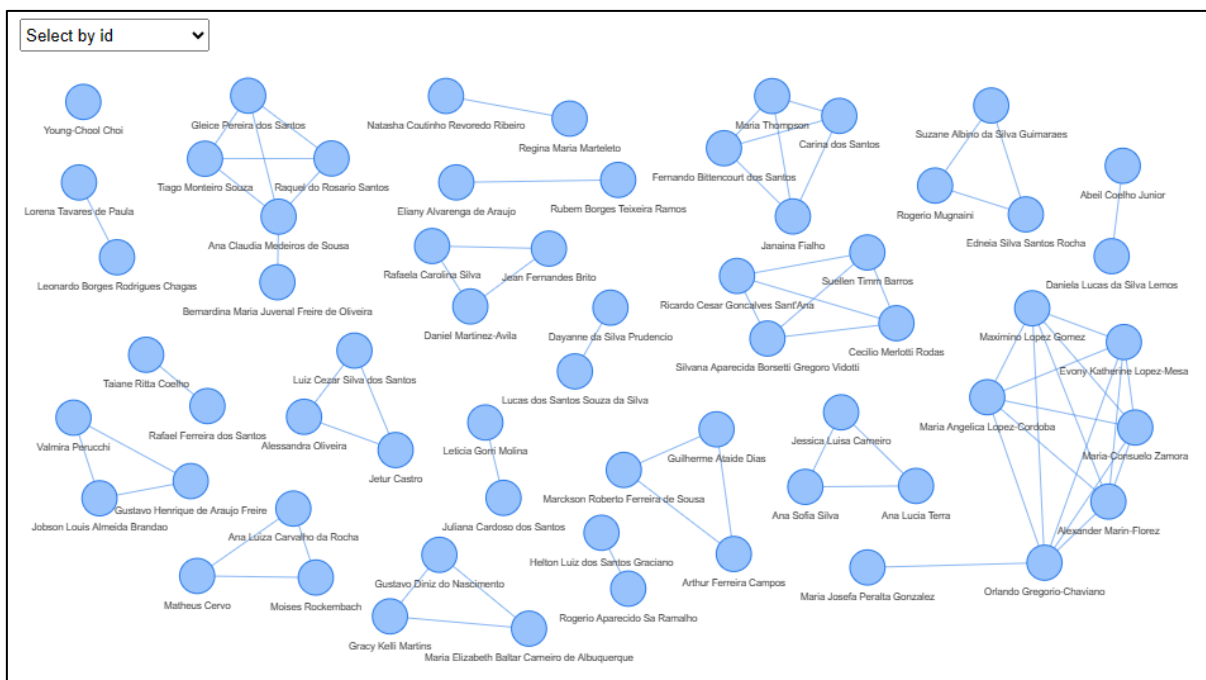 Select by id
Young-Chool Choi
Gleice Pereira dos Santos
Natasha Coutinho Revoredo Ribeiro
Regina Maria Marteleto
Maria Thompson
Carina dos Santos
Suzane Albino da Silva Guimaraes
Tiago Monteiro Souza
Raquel do Rosario Santos
Fernando Bittencourt dos Santos
Abeil Coelho Junior
Lorena Tavares de Paula
Eliany Alvarenga de Araujo
Rubem Borges Teixeira Ramos
Rogerio Mugnaini
Edneia Silva Santos Rocha
Ana Claudia Medeiros de Sousa
Janaina Fialho
Rafaela Carolina Silva
Jean Fernandes Brito
Suellen Timm Barros
Leonardo Borges Rodrigues Chagas
Daniela Lucas da Silva Lemos
Ricardo Cesar Goncalves Sant'Ana
Bernardina Maria Juvenal Freire de Oliveira
Daniel Martinez-Avila
Dayanne da Silva Prudencio
Maximino Lopez Gomez
Cecilio Merlotti Rodas
Silvana Aparecida Borsetti Gregoro Vidotti
Evony Katherine Lopez-Mesa
Taiane Ritta Coelho
Luiz Cezar Silva dos Santos
Lucas dos Santos Souza da Silva
Maria Angelica Lopez-Cordoba
Rafael Ferreira dos Santos
Alessandra Oliveira
Jessica Luisa Carneiro
Valmira Perucchi
Leticia Gorri Molina
Guilherme Ataide Dias
Maria-Consuelo Zamora
Jetur Castro
Marckson Roberto Ferreira de Sousa
Gustavo Henrique de Araujo Freire
Ana Sofia Silva
Ana Lucia Terra
Jobson Louis Almeida Brandao
Juliana Cardoso dos Santos
Alexander Marin-Florez
Ana Luiza Carvalho da Rocha
Helton Luiz dos Santos Graciano
Gustavo Diniz do Nascimento
Arthur Ferreira Campos
Orlando Gregorio-Chaviano
Maria Josefa Peralta Gonzalez
Matheus Cervo
Moises Rockembach
Rogerio Aparecido Sa Ramalho
Gracy Kelli Martins
Maria Elizabeth Baltar Carneiro de Albuquerque